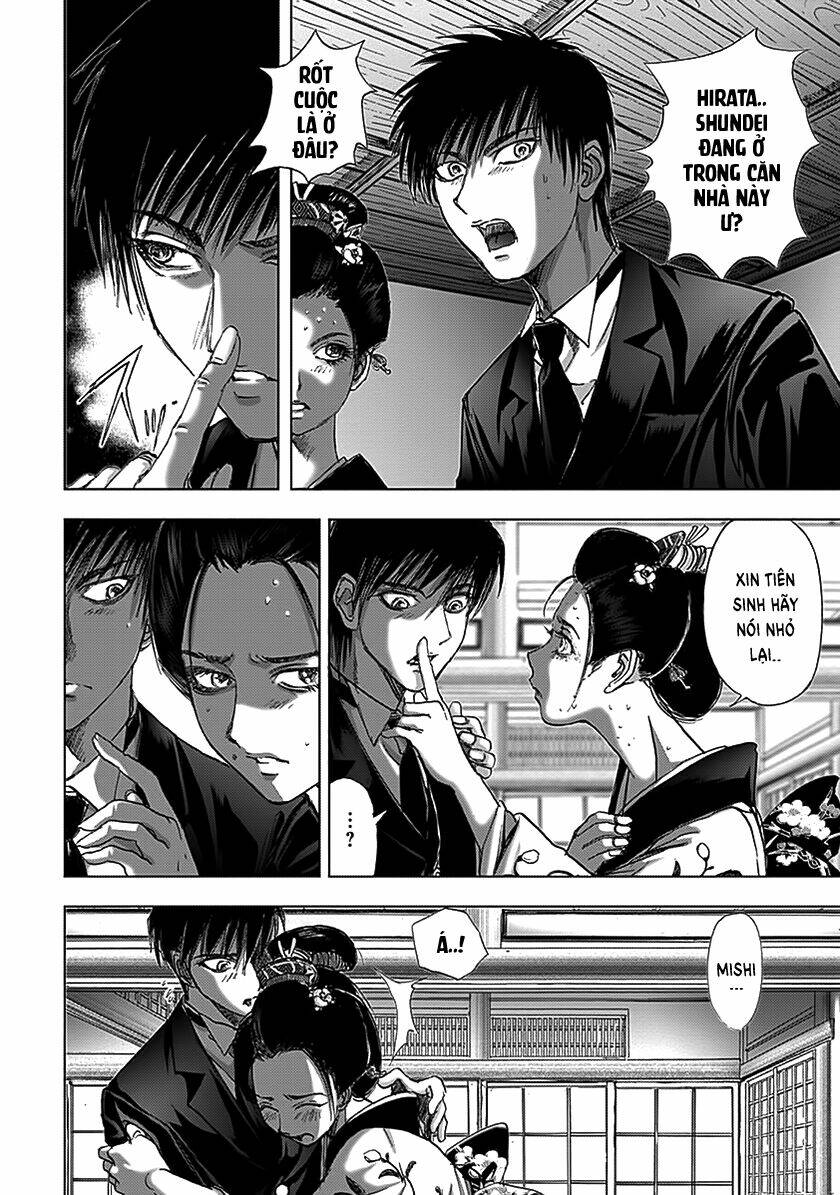 HIRATA..
SHUNDEI
ĐANG Ở
TRONG CĂN
NHÀ NÀY
Ư?
RỐT
CUỘC
LÀ Ở
ĐÂU?
XIN TIÊN
SINH HÃY
NÓI NHỎ
LẠI..
...?
MISHI
...
Á..!